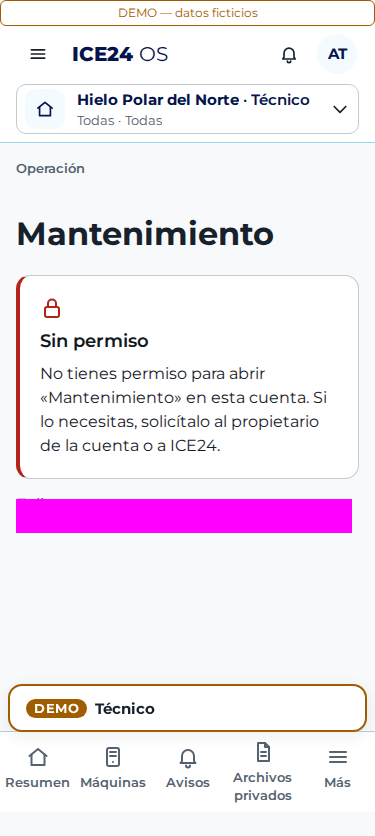 DEMO — datos ficticios
ICE24 OS
AT
Hielo Polar del Norte · Técnico
Todas · Todas
Operación
Mantenimiento
Sin permiso
No tienes permiso para abrir
«Mantenimiento» en esta cuenta. Si
lo necesitas, solicítalo al propietario
de la cuenta o a ICE24.
DEMO Técnico
Resumen
Máquinas
Avisos
Archivos
privados
Más